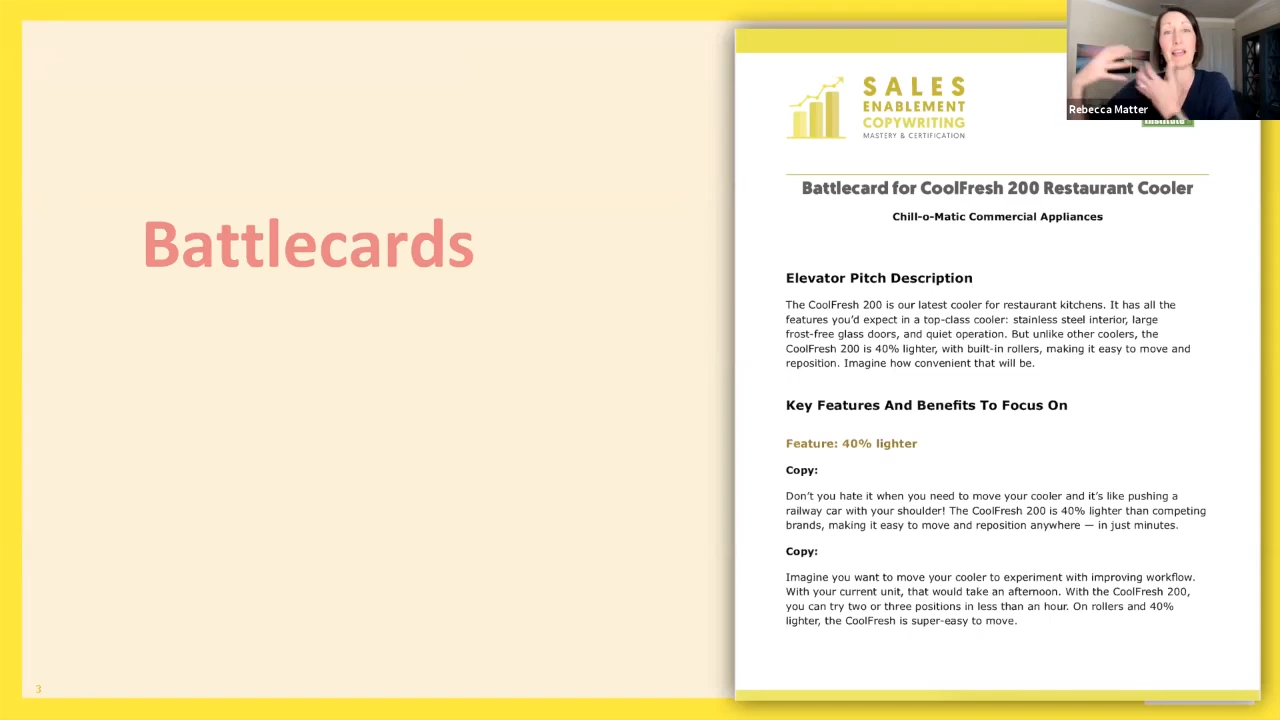 Battlecards
3
SALES
ENABLEMENT
COPYWRITING
MASTERY & CERTIFICATION
Rebecca Matter
Institute
Battlecard for CoolFresh 200 Restaurant Cooler
Chill-o-Matic Commercial Appliances
Elevator Pitch Description
The CoolFresh 200 is our latest cooler for restaurant kitchens. It has all the
features you’d expect in a top-class cooler: stainless steel interior, large
frost-free glass doors, and quiet operation. But unlike other coolers, the
CoolFresh 200 is 40% lighter, with built-in rollers, making it easy to move and
reposition. Imagine how convenient that will be.
Key Features And Benefits To Focus On
Feature: 40% lighter
Copy:
Don’t you hate it when you need to move your cooler and it’s like pushing a
railway car with your shoulder! The CoolFresh 200 is 40% lighter than competing
brands, making it easy to move and reposition anywhere — in just minutes.
Copy:
Imagine you want to move your cooler to experiment with improving workflow.
With your current unit, that would take an afternoon. With the CoolFresh 200,
you can try two or three positions in less than an hour. On rollers and 40%
lighter, the CoolFresh is super-easy to move.